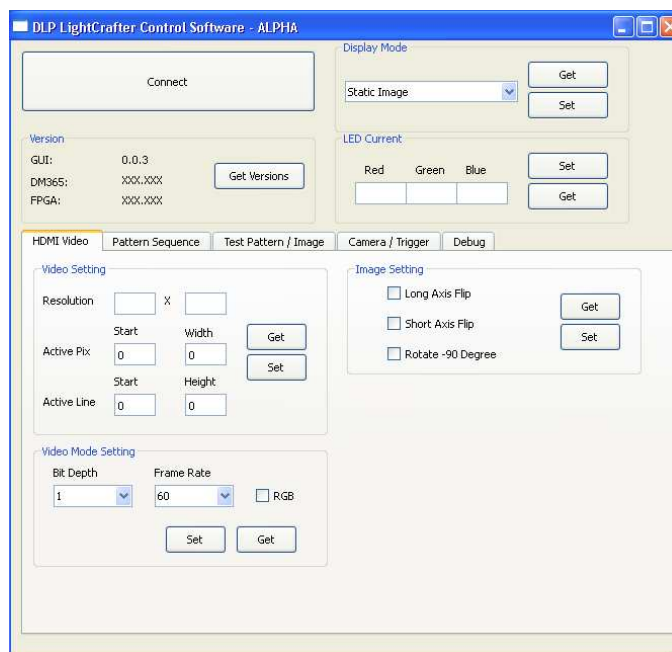 DLP LightCrafter Control Software - ALPHA
Connect
Display Mode
Static Image
Get
Set
Version
GUI: 0.0.3
DM365: XXX.XXX
FPGA: XXX.XXX
Get Versions
LED Current
Red Green Blue
Set
Get
HDMI Video Pattern Sequence Test Pattern / Image Camera / Trigger Debug
Video Setting
Resolution X
Start Width
Active Pix 0 0
Get
Set
Start Height
Active Line 0 0
Image Setting
Long Axis Flip
Short Axis Flip
Rotate -90 Degree
Get
Set
Video Mode Setting
Bit Depth Frame Rate
1 60 RGB
Set Get